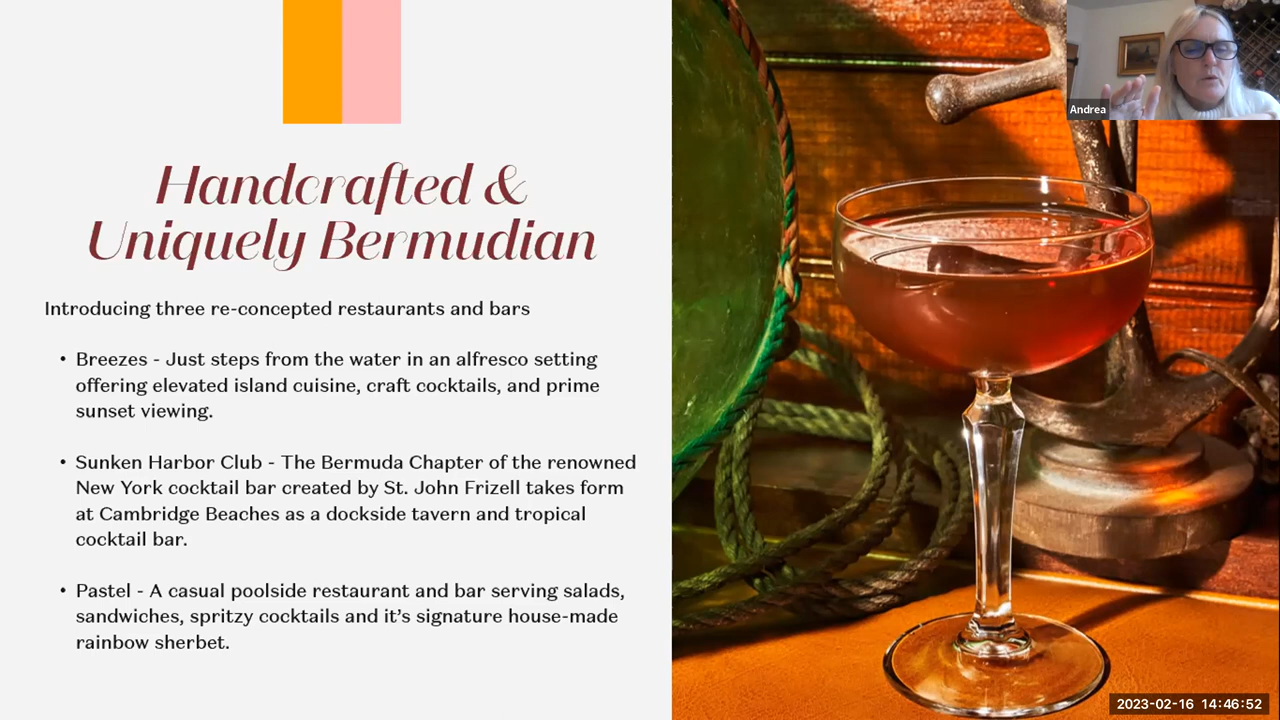 Handcrafted &
Uniquely Bermudian
Introducing three re-concepted restaurants and bars
• Breezes - Just steps from the water in an alfresco setting
offering elevated island cuisine, craft cocktails, and prime
sunset viewing.
• Sunken Harbor Club - The Bermuda Chapter of the renowned
New York cocktail bar created by St. John Frizell takes form
at Cambridge Beaches as a dockside tavern and tropical
cocktail bar.
• Pastel - A casual poolside restaurant and bar serving salads,
sandwiches, spritzy cocktails and it’s signature house-made
rainbow sherbet.
Andrea
2023-02-16 14:46:52